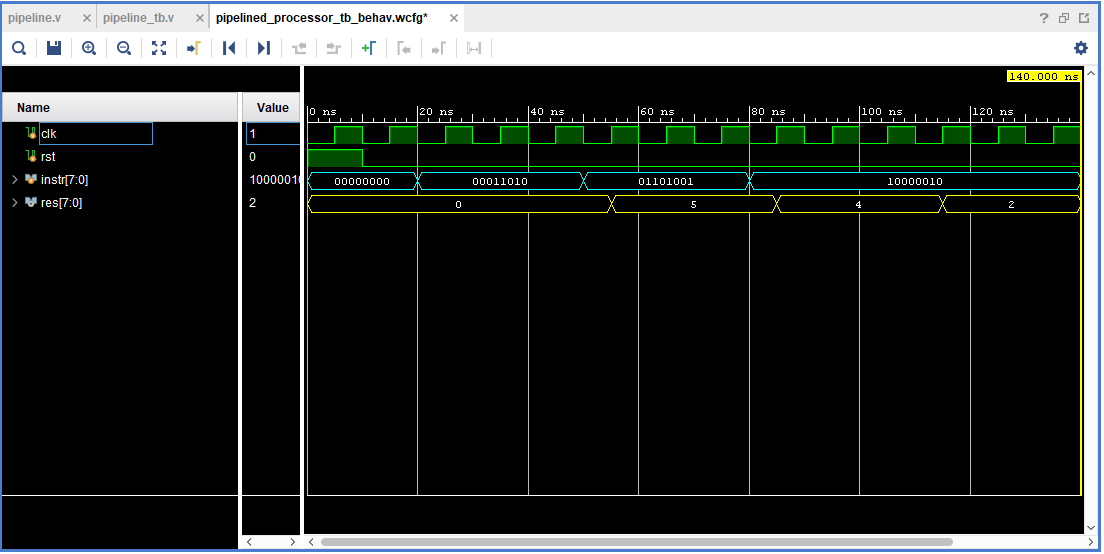 pipeline.v × pipeline_tb.v × pipelined_processor_tb_behav.wcfg* × ?
140.000 ns
Name Value
0 ns 20 ns 40 ns 60 ns 80 ns 100 ns 120 ns
clk 1
rst 0
instr[7:0] 10000010 00000000 00011010 01101001 10000010
res[7:0] 2 0 5 4 2